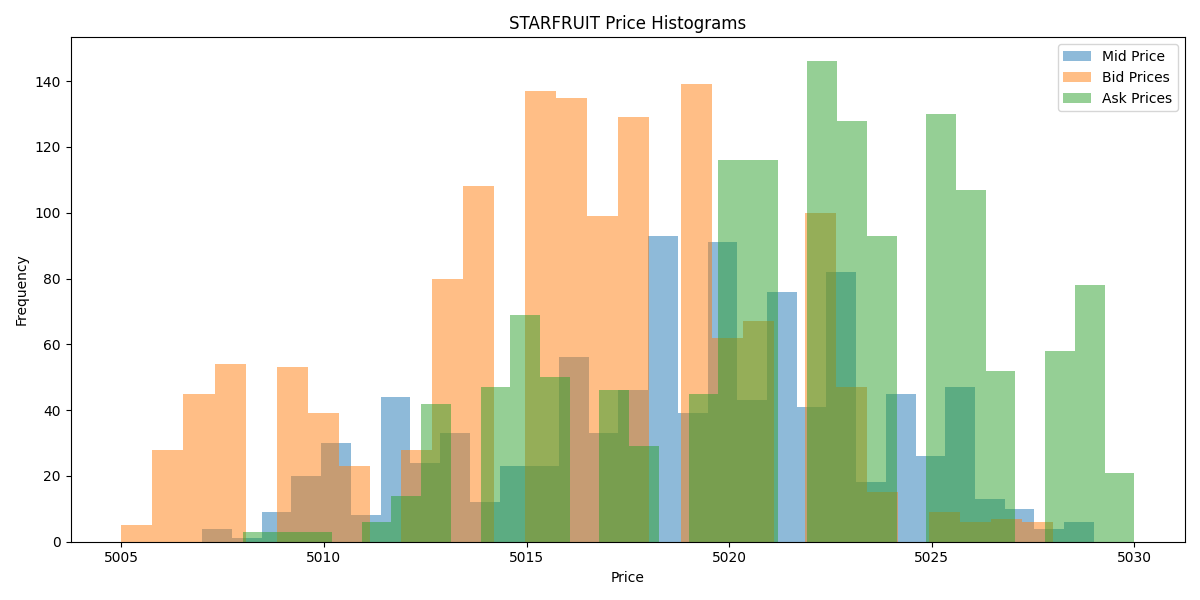 STARFRUIT Price Histograms
Mid Price
Bid Prices
Ask Prices
Frequency
140
120
100
80
60
40
20
0
5005 5010 5015 5020 5025 5030
Price